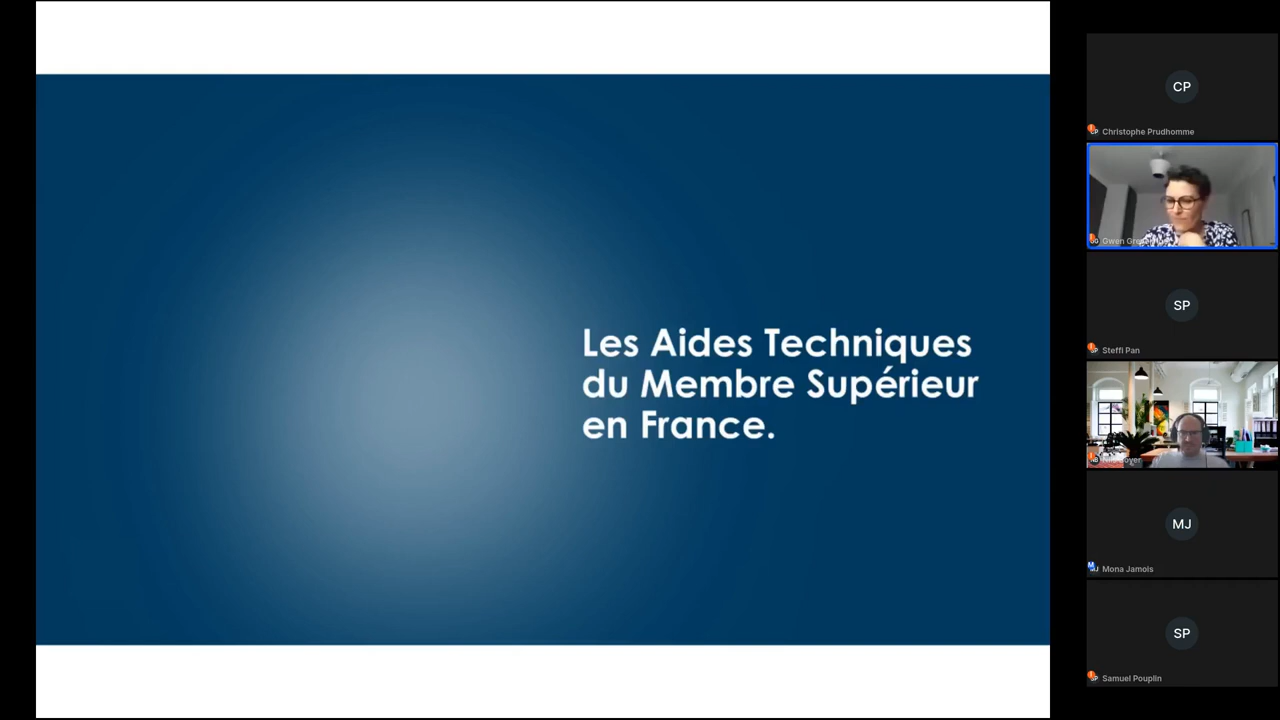 Les Aides Techniques
du Membre Supérieur
en France.
CP
Christophe Prudhomme
Gwen
SP
Steffi Pan
MJ
Mona Jamois
SP
Samuel Pouplin